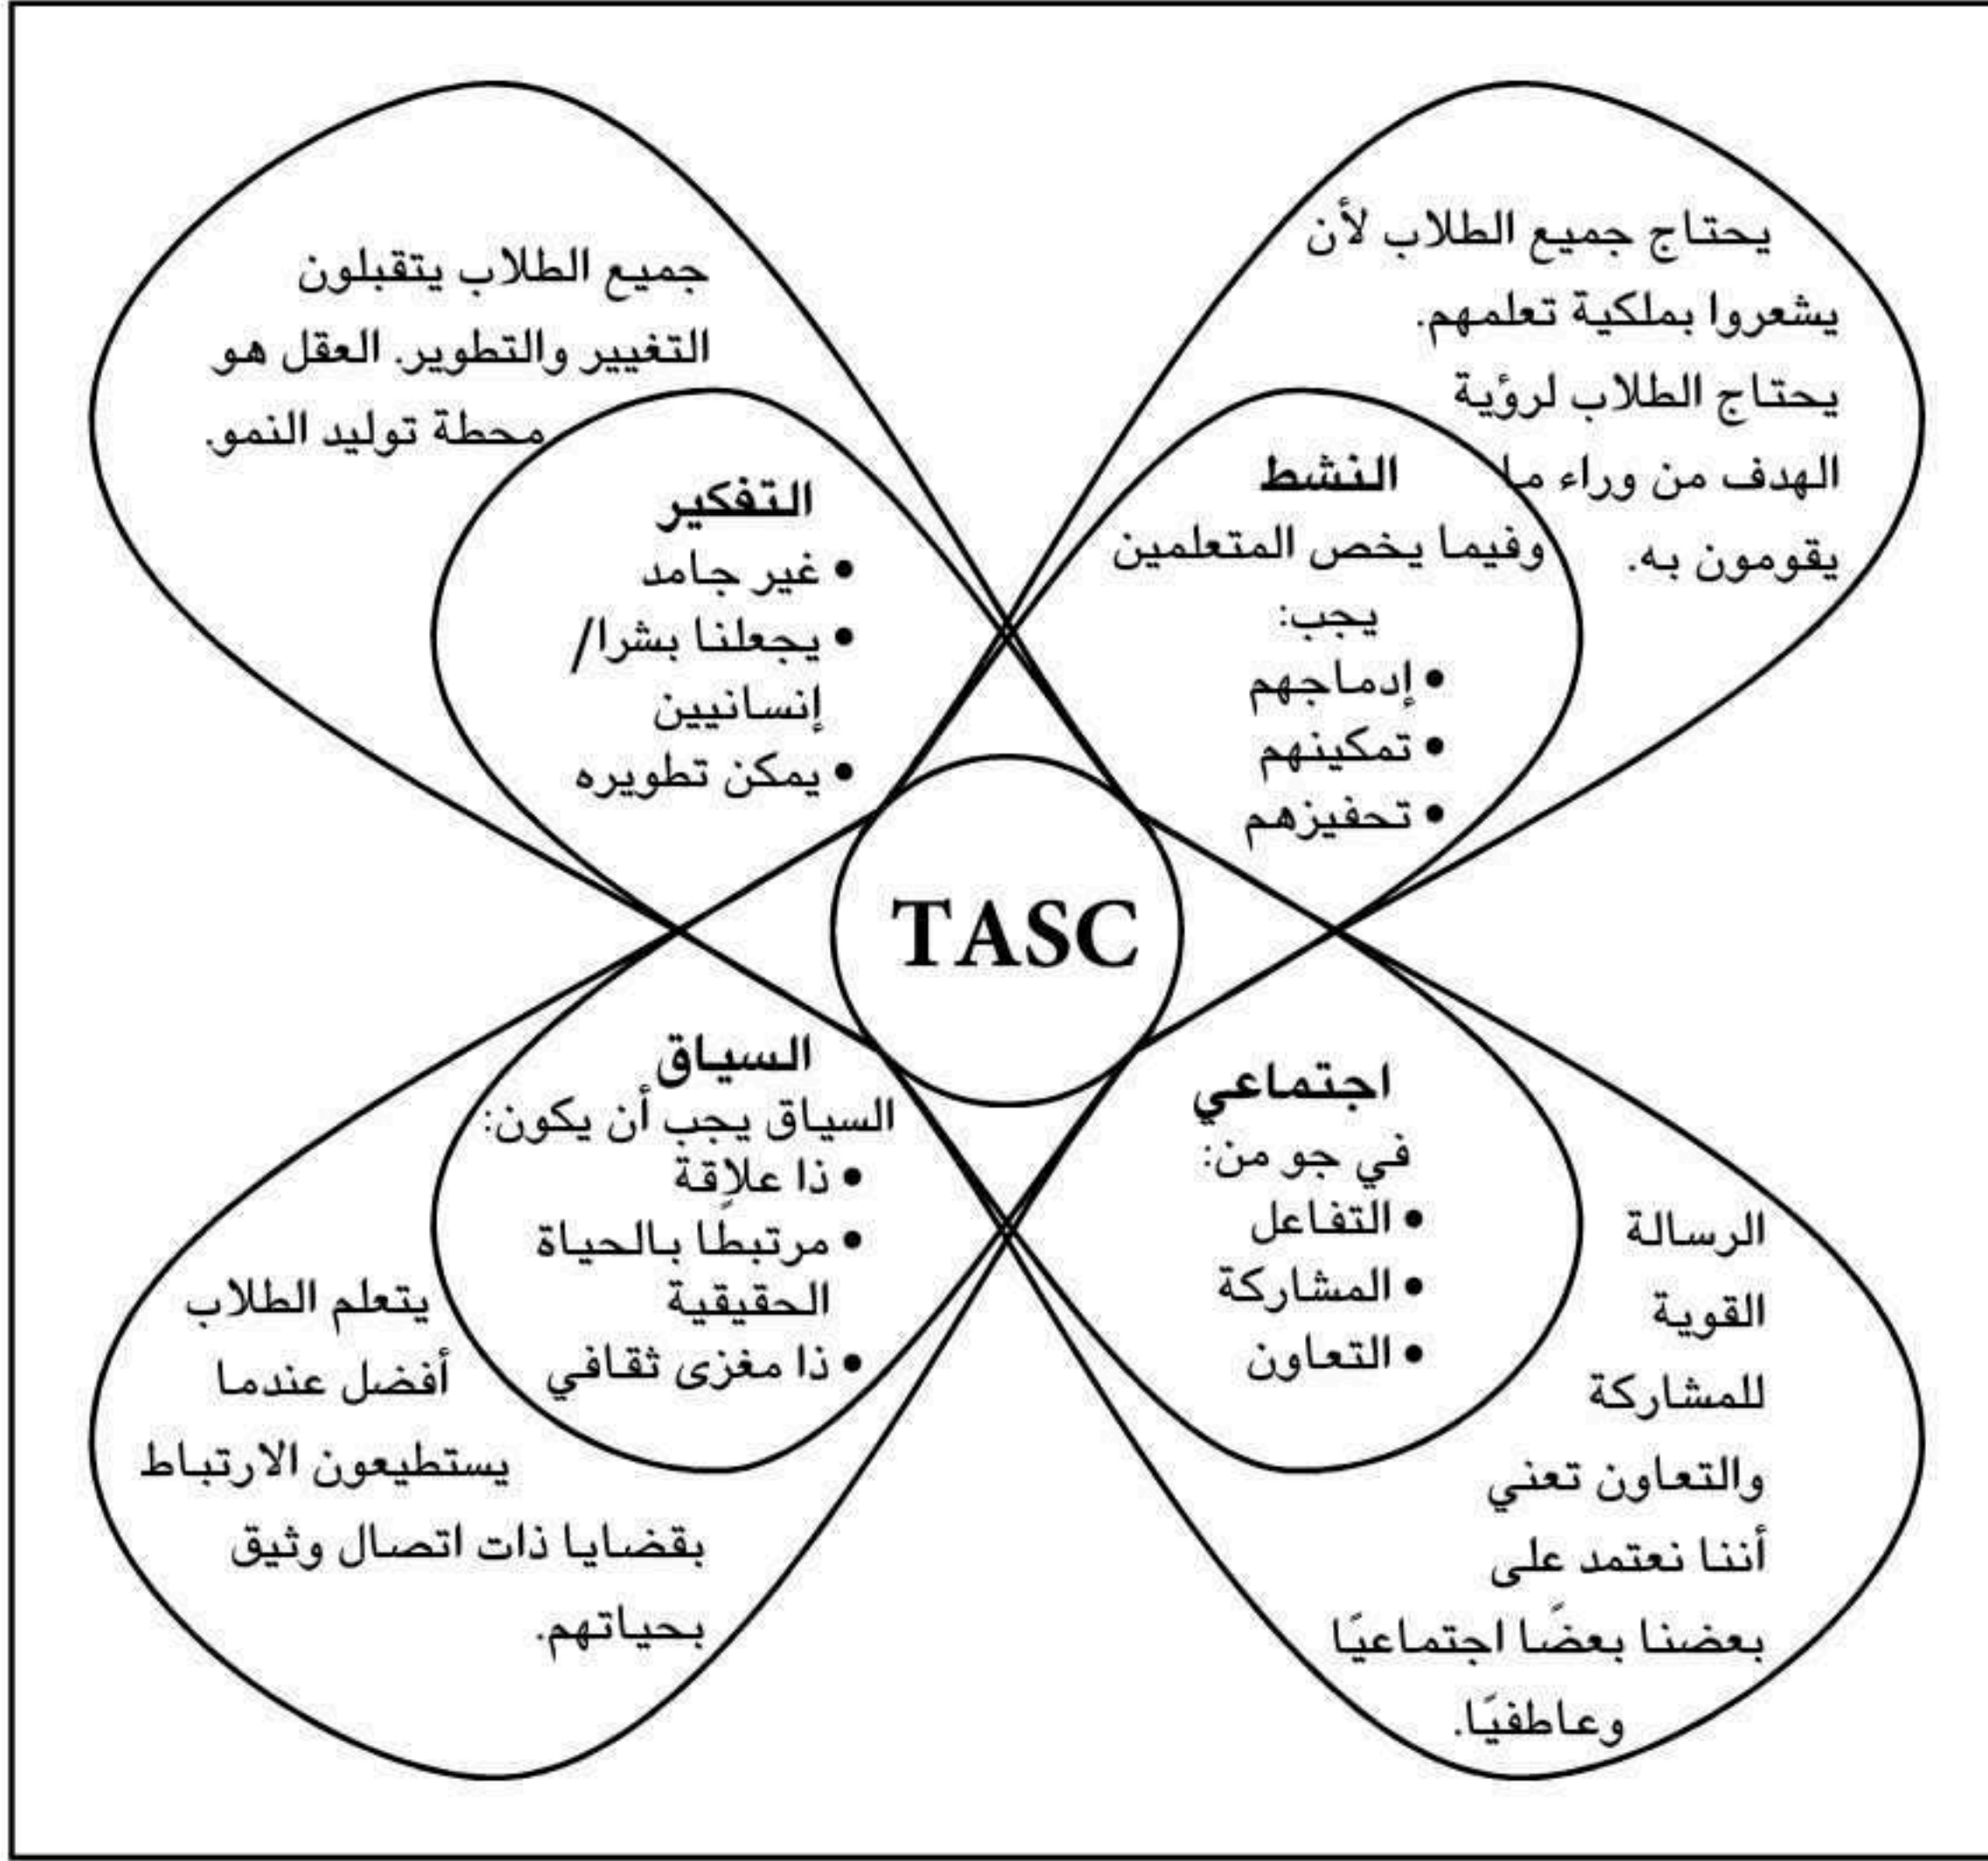 يحتاج جميع الطلاب لأن
يشعروا بملكية تعلمهم.
يحتاج الطلاب لرؤية
الهدف من وراء ما
يقومون به.
النشط
وفيما يخص المتعلمين
يجب:
• إدماجهم
• تمكينهم
• تحفيزهم
جميع الطلاب يتقبلون
التغيير والتطوير. العقل هو
محطة توليد النمو.
التفكير
• غير جامد
• يجعلنا بشرا/
إنسانيين
• يمكن تطويره
TASC
اجتماعي
في جو من:
• التفاعل
• المشاركة
• التعاون
الرسالة
القوية
للمشاركة
والتعاون تعني
أننا نعتمد على
بعضنا بعضًا اجتماعيًا
وعاطفيًا.
السياق
السياق يجب أن يكون:
• ذا علاقة
• مرتبطًا بالحياة
الحقيقية
• ذا مغزى ثقافي
يتعلم الطلاب
أفضل عندما
يستطيعون الارتباط
بقضايا ذات اتصال وثيق
بحياتهم.